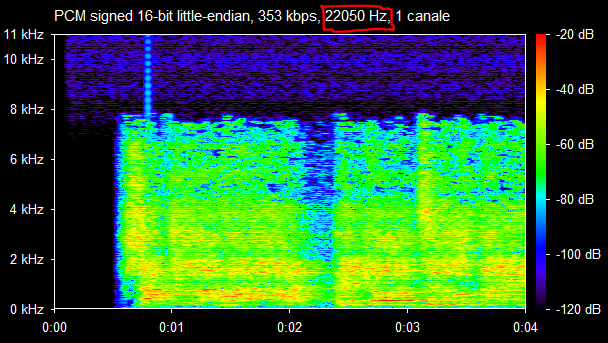 PCM signed 16-bit little-endian, 353 kbps, 22050 Hz, 1 canale
11 kHz
10 kHz
8 kHz
6 kHz
4 kHz
2 kHz
0 kHz
0:00 0:01 0:02 0:03 0:04
-20 dB
-40 dB
-60 dB
-80 dB
-100 dB
-120 dB